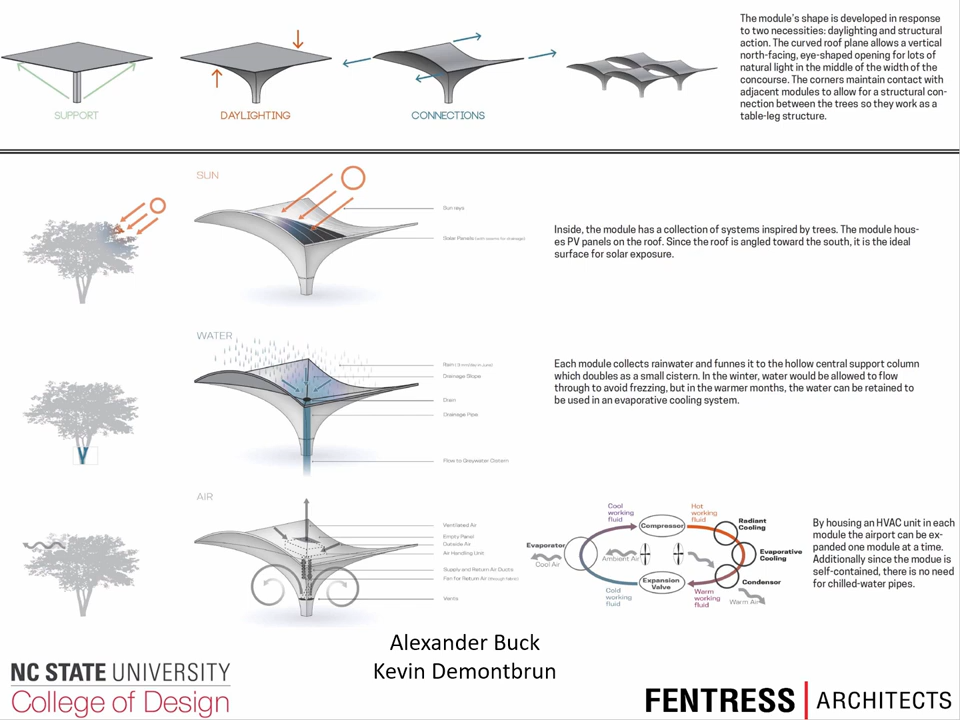 The module's shape is developed in response
to two necessities: daylighting and structural
action. The curved roof plane allows a vertical
north-facing, eye-shaped opening for lots of
natural light in the middle of the width of the
concourse. The corners maintain contact with
adjacent modules to allow for a structural con-
nection between the trees so they work as a
table-leg structure.
SUPPORT
DAYLIGHTING
CONNECTIONS
SUN
Sun rays
Solar Panels
Inside, the module has a collection of systems inspired by trees. The module hous-
es PV panels on the roof. Since the roof is angled toward the south, it is the ideal
surface for solar exposure.
WATER
Rain
Drainage Slope
Drain
Drainage Pipe
Flow to Greywater Cistern
Each module collects rainwater and funnes it to the hollow central support column
which doubles as a small cistern. In the winter, water would be allowed to flow
through to avoid frezzing, but in the warmer months, the water can be retained to
be used in an evaporative cooling system.
AIR
Ventilated Air
Empty Panel
Outside Air
Air Handling Unit
Supply and Return Air Ducts
Fan for Return Air
Vents
Cool
working
fluid
Hot
working
fluid
Compressor
Radiant
Cooling
Evaporator
Cool Air
Ambient Air
Evaporative
Cooling
Expansion
Valve
Condensor
Cold
working
fluid
Warm
working
fluid
Warm Air
By housing an HVAC unit in each
module the airport can be ex-
panded one module at a time.
Additionally since the modue is
self-contained, there is no need
for chilled-water pipes.
Alexander Buck
Kevin Demontbrun
NC STATE UNIVERSITY
College of Design
FENTRESS ARCHITECTS